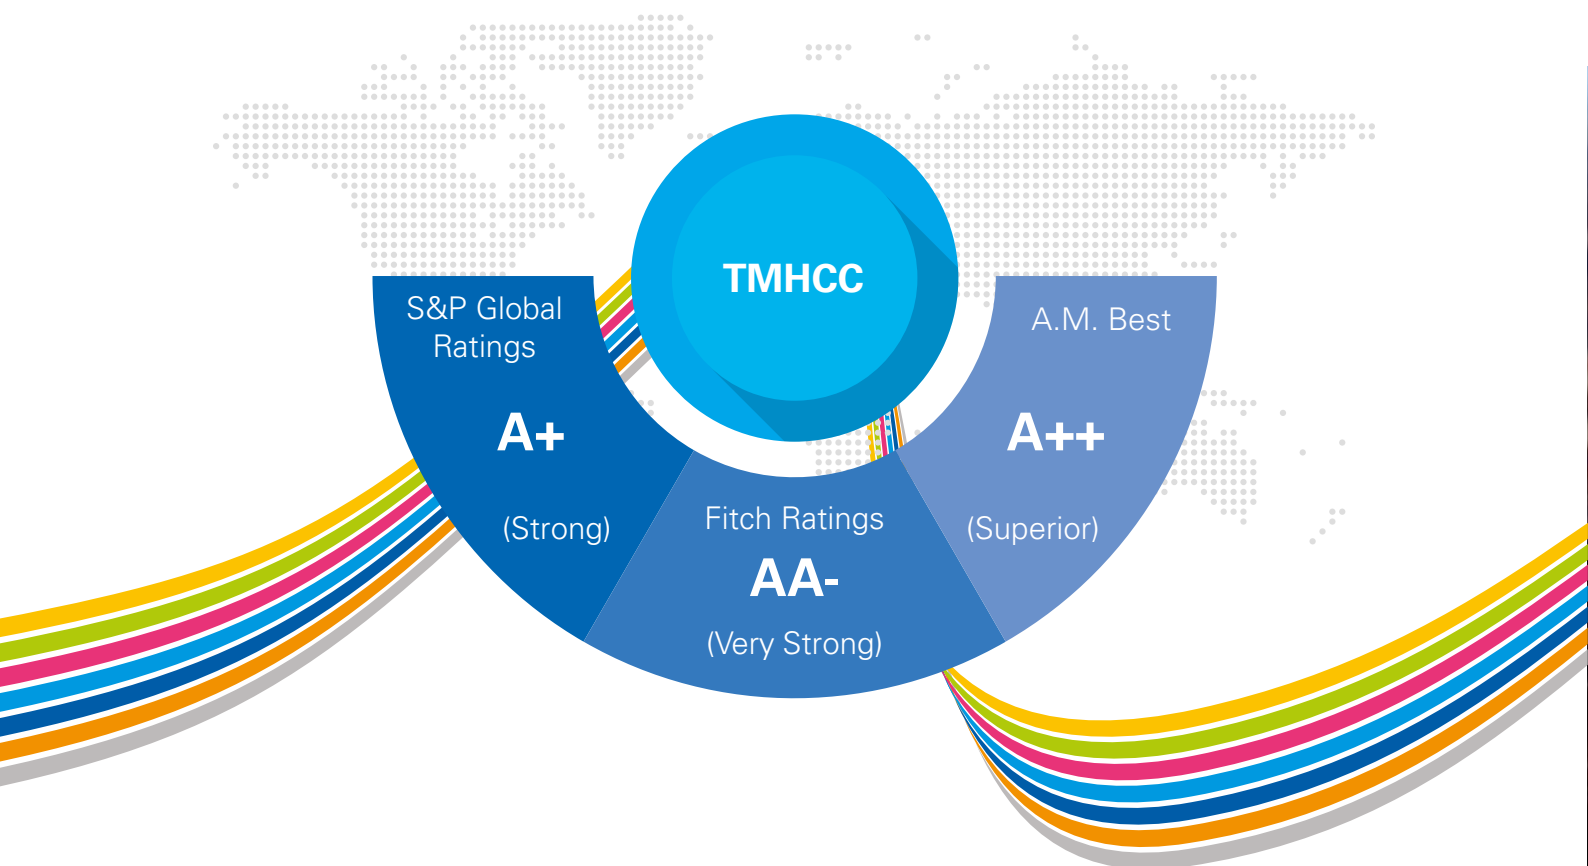 TMHCC
S&P Global
Ratings
A+
(Strong)
Fitch Ratings
AA-
(Very Strong)
A.M. Best
A++
(Superior)